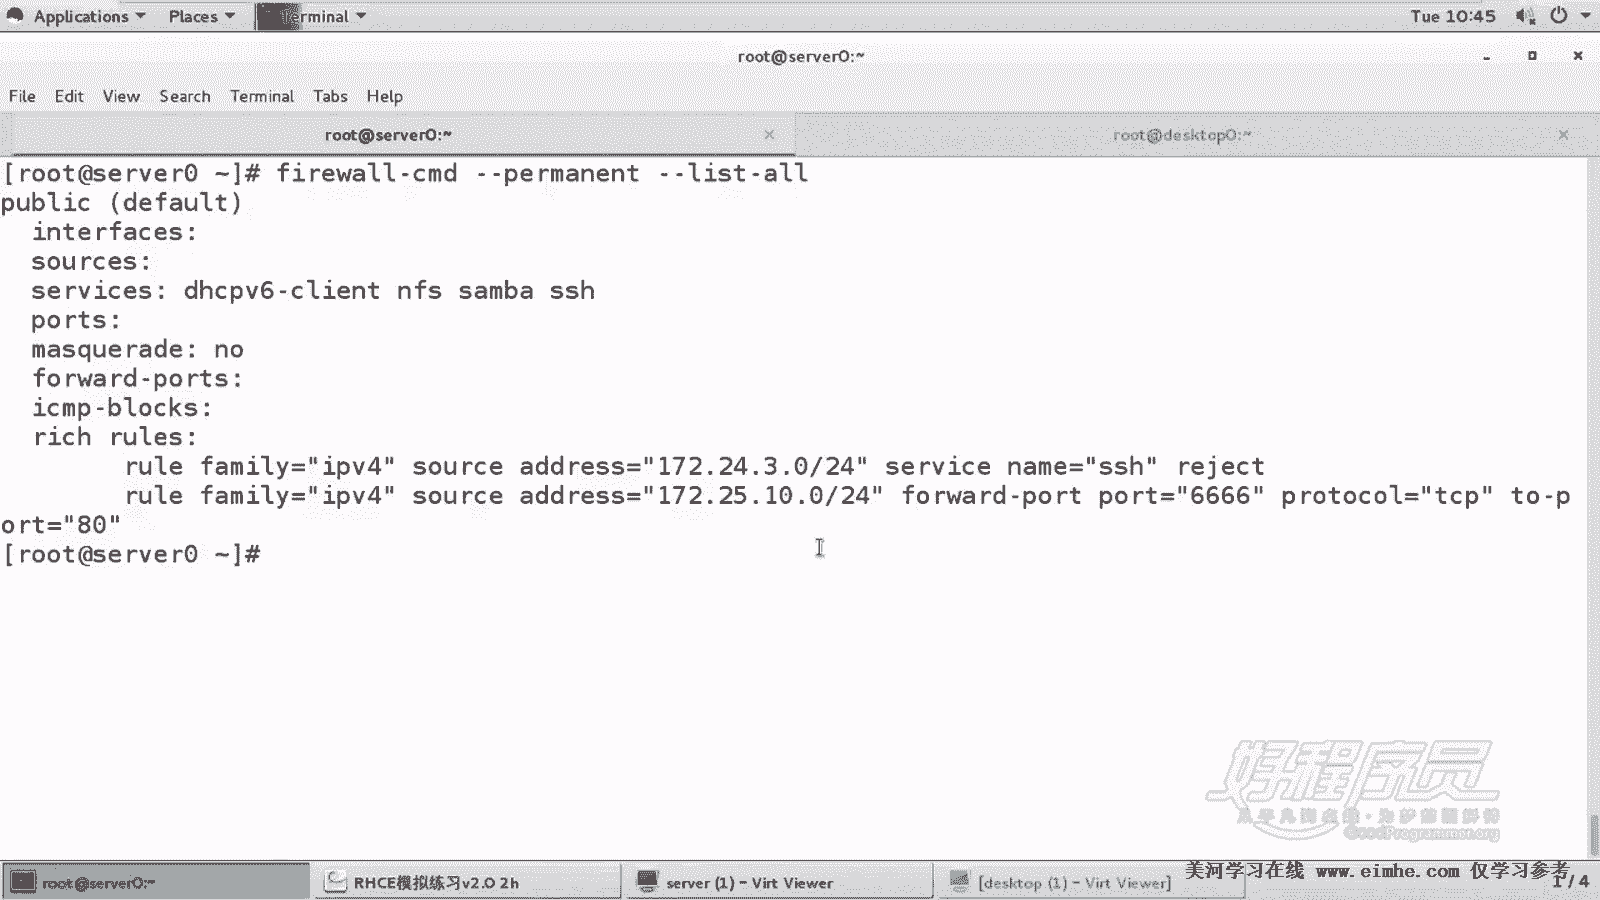 Applications Places Terminal Tue 10:45
root@server0:~
File Edit View Search Terminal Tabs Help
root@server0:~ root@desktop0:~
[root@server0 ~]# firewall-cmd --permanent --list-all
public (default)
interfaces:
sources:
services: dhcpv6-client nfs samba ssh
ports:
masquerade: no
forward-ports:
icmp-blocks:
rich rules:
rule family="ipv4" source address="172.24.3.0/24" service name="ssh" reject
rule family="ipv4" source address="172.25.10.0/24" forward-port port="6666" protocol="tcp" to-p
ort="80"
[root@server0 ~]#
好程序员
GoodProgrammer.org
美河学习在线 www.eimhe.com 仅学习参考
root@server0:~ RHCE模拟练习v2.0 2h server (1) - Virt Viewer [desktop (1) - Virt Viewer] 1 / 4